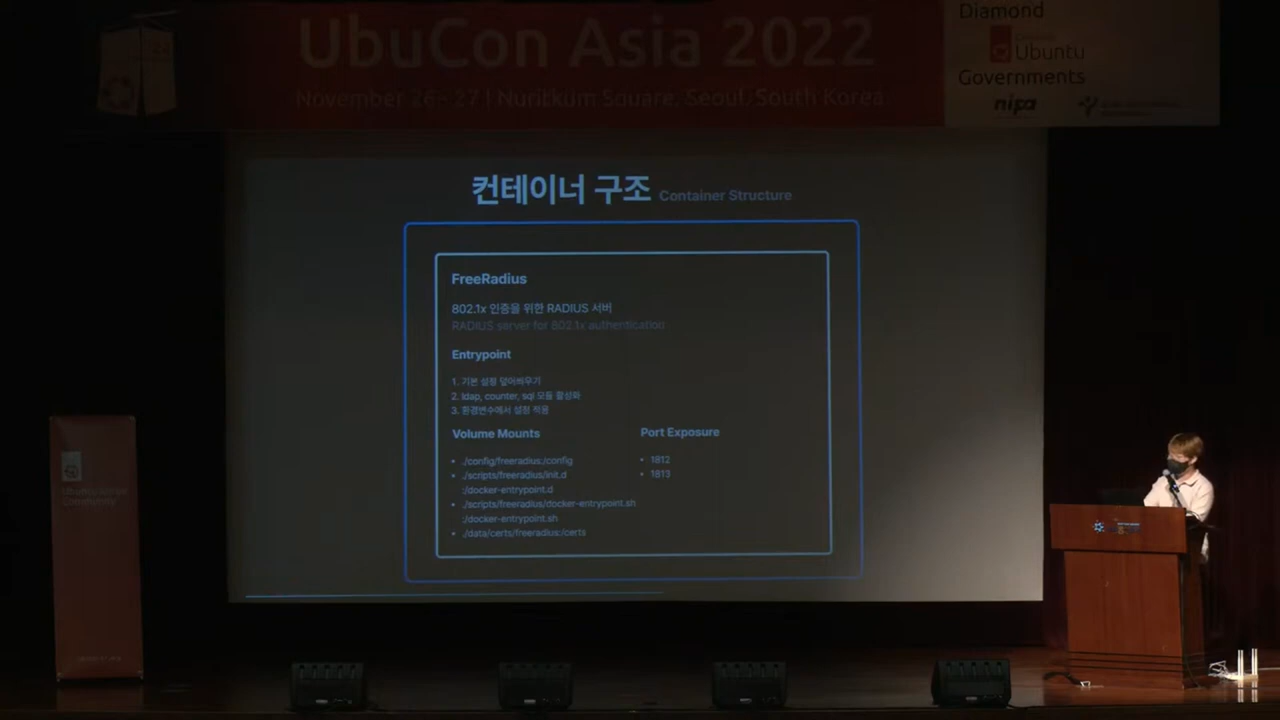 UbuCon Asia 2022
November 26 - 27 | Nuritkum Square, Seoul, South Korea
Diamond
Ubuntu
Governments
nipa
컨테이너 구조 Container Structure
FreeRadius
802.1x 인증을 위한 RADIUS 서버
RADIUS server for 802.1x authentication
Entrypoint
1. 기본 설정 덮어씌우기
2. ldap, counter, sql 모듈 활성화
3. 환경변수에서 설정 적용
Volume Mounts
• ./config/freeradius:/config
• ./scripts/freeradius/init.d
:/docker-entrypoint.d
• ./scripts/freeradius/docker-entrypoint.sh
:/docker-entrypoint.sh
• ./data/certs/freeradius:/certs
Port Exposure
• 1812
• 1813